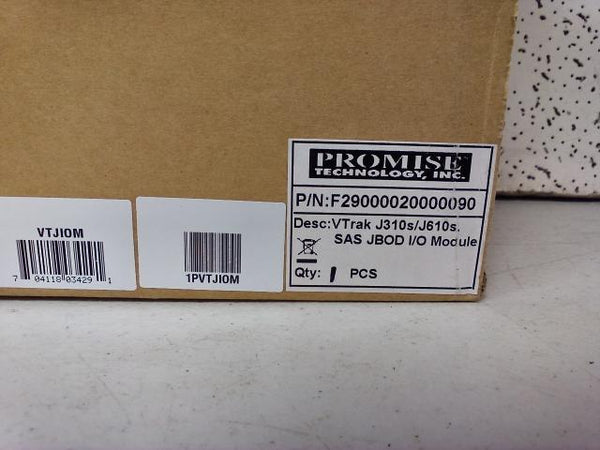 PROMISE
TECHNOLOGY, INC.
P/N:F29000020000090
Desc:VTrak J310s/J610s.
SAS JBOD I/O Module
Qty: 1 PCS
VTJIOM
7 04118 03429 1
1PVTJIOM